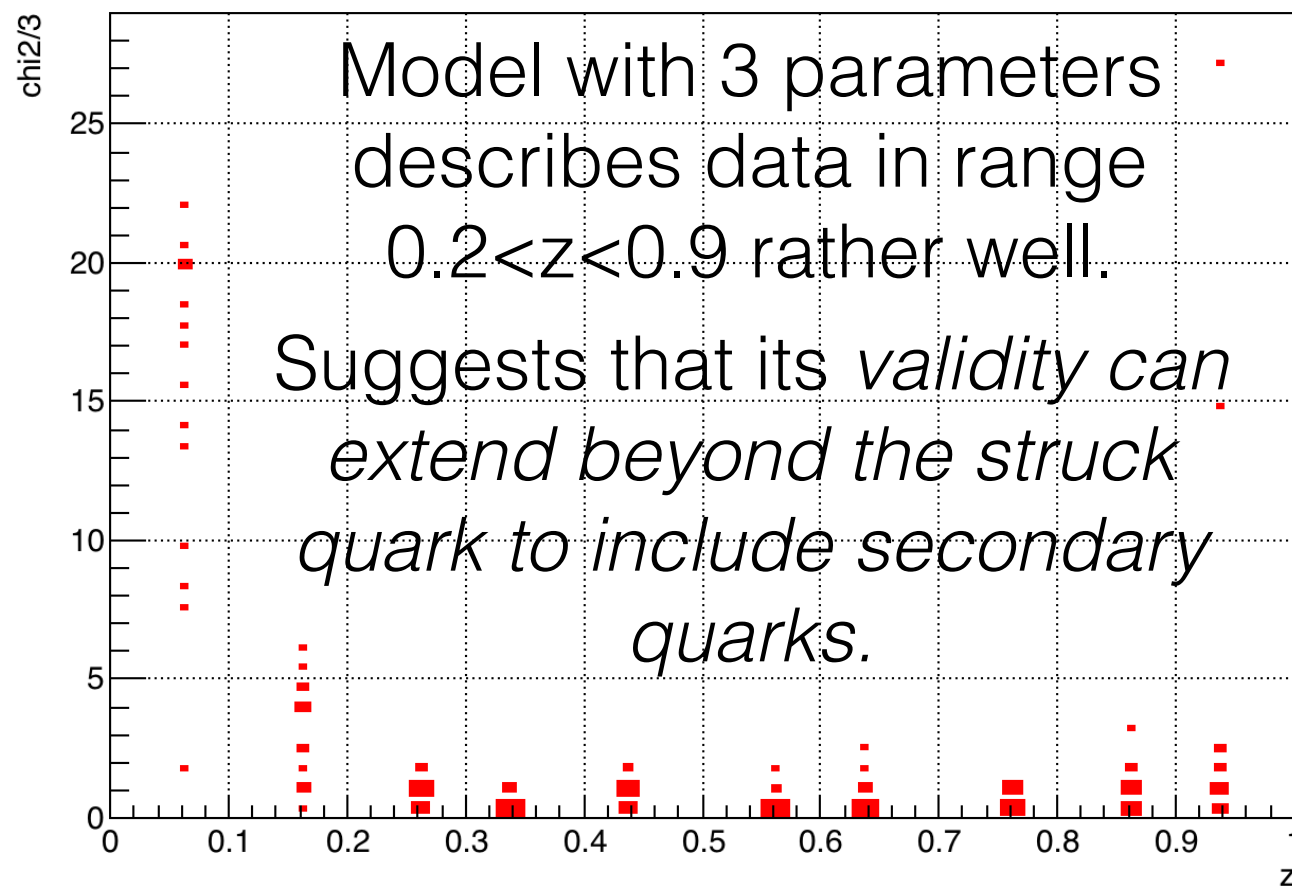 chi2/3
Model with 3 parameters
describes data in range
0.2<z<0.9 rather well.
Suggests that its validity can
extend beyond the struck
quark to include secondary
quarks.
25
20
15
10
5
0
0 0.1 0.2 0.3 0.4 0.5 0.6 0.7 0.8 0.9
z